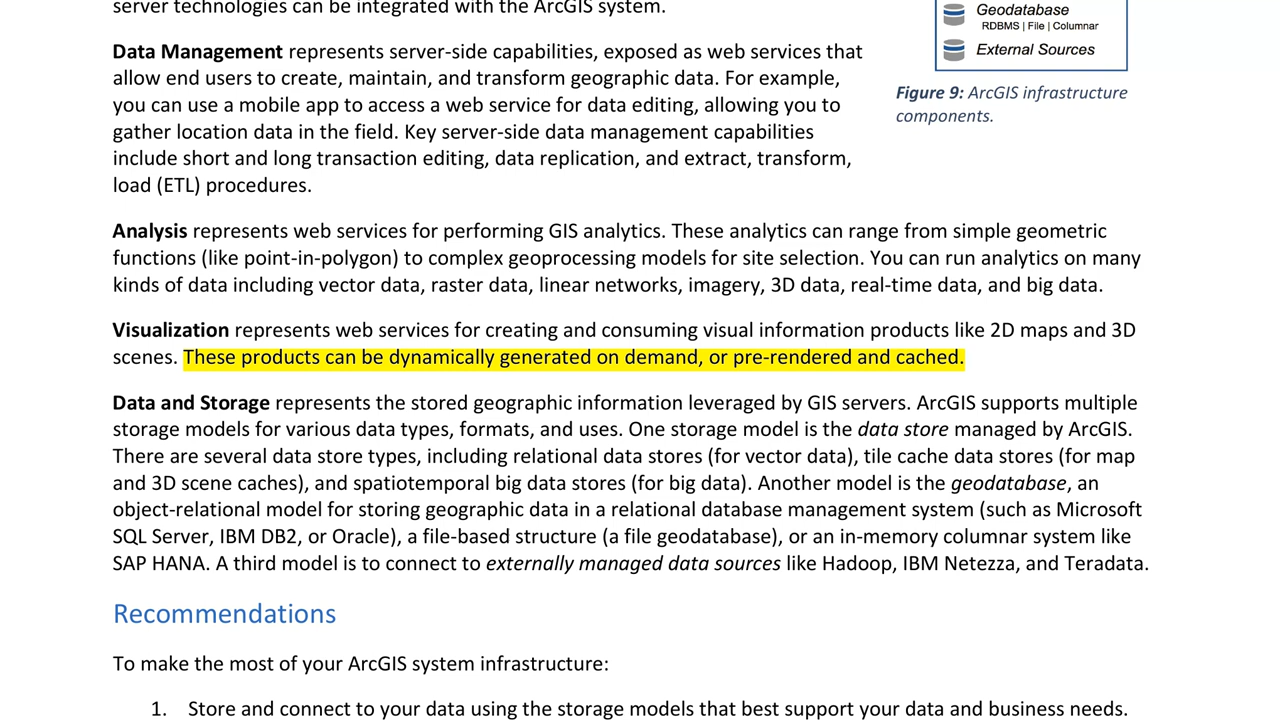 server technologies can be integrated with the ArcGIS system.
Geodatabase
RDBMS | File | Columnar
External Sources
Figure 9: ArcGIS infrastructure
components.
Data Management represents server-side capabilities, exposed as web services that
allow end users to create, maintain, and transform geographic data. For example,
you can use a mobile app to access a web service for data editing, allowing you to
gather location data in the field. Key server-side data management capabilities
include short and long transaction editing, data replication, and extract, transform,
load (ETL) procedures.
Analysis represents web services for performing GIS analytics. These analytics can range from simple geometric
functions (like point-in-polygon) to complex geoprocessing models for site selection. You can run analytics on many
kinds of data including vector data, raster data, linear networks, imagery, 3D data, real-time data, and big data.
Visualization represents web services for creating and consuming visual information products like 2D maps and 3D
scenes. These products can be dynamically generated on demand, or pre-rendered and cached.
Data and Storage represents the stored geographic information leveraged by GIS servers. ArcGIS supports multiple
storage models for various data types, formats, and uses. One storage model is the data store managed by ArcGIS.
There are several data store types, including relational data stores (for vector data), tile cache data stores (for map
and 3D scene caches), and spatiotemporal big data stores (for big data). Another model is the geodatabase, an
object-relational model for storing geographic data in a relational database management system (such as Microsoft
SQL Server, IBM DB2, or Oracle), a file-based structure (a file geodatabase), or an in-memory columnar system like
SAP HANA. A third model is to connect to externally managed data sources like Hadoop, IBM Netezza, and Teradata.
Recommendations
To make the most of your ArcGIS system infrastructure:
1. Store and connect to your data using the storage models that best support your data and business needs.